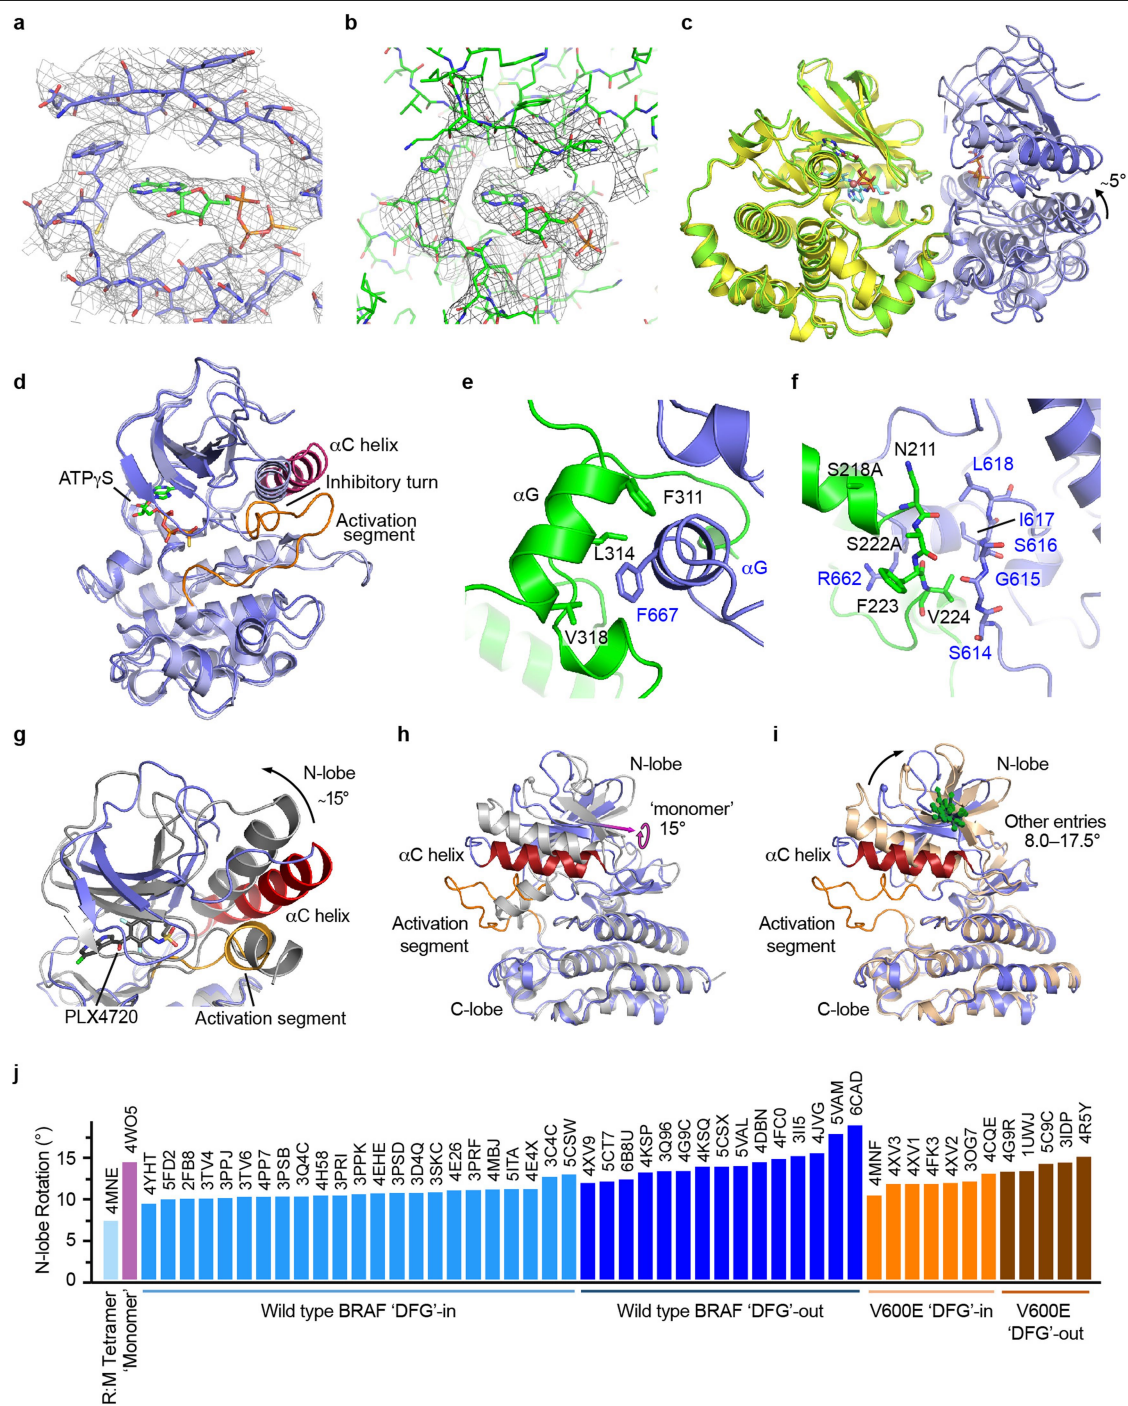 a
b
c
~5°
d
αC helix
ATPγS
Inhibitory turn
Activation
segment
e
αG
F311
L314
αG
F667
V318
f
N211
S218A
L618
I617
S222A
S616
R662
G615
F223
V224
S614
g
N-lobe
~15°
αC helix
PLX4720
Activation segment
h
N-lobe
'monomer'
15°
αC helix
Activation
segment
C-lobe
i
N-lobe
Other entries
8.0–17.5°
αC helix
Activation
segment
C-lobe
j
N-lobe Rotation (°)
15
10
5
0
4MNE
4WO5
4YHT
5FD2
2FB8
3TV4
3PPJ
3TV6
4PP7
3PSB
3Q4C
4H58
3PRI
3PPK
4EHE
3PSD
3D4Q
3SKC
4E26
3PRF
4MBJ
5ITA
4E4X
3C4C
5CSW
4XV9
5CT7
6B8U
4KSP
3Q96
4G9C
4KSQ
5CSX
5VAL
4DBN
4FC0
3II5
4JVG
5VAM
6CAD
4MNF
4XV3
4XV1
4FK3
4XV2
3OG7
4CQE
4G9R
1UWJ
5C9C
3IDP
4R5Y
R:M Tetramer
'Monomer'
Wild type BRAF 'DFG'-in
Wild type BRAF 'DFG'-out
V600E 'DFG'-in
V600E
'DFG'-out